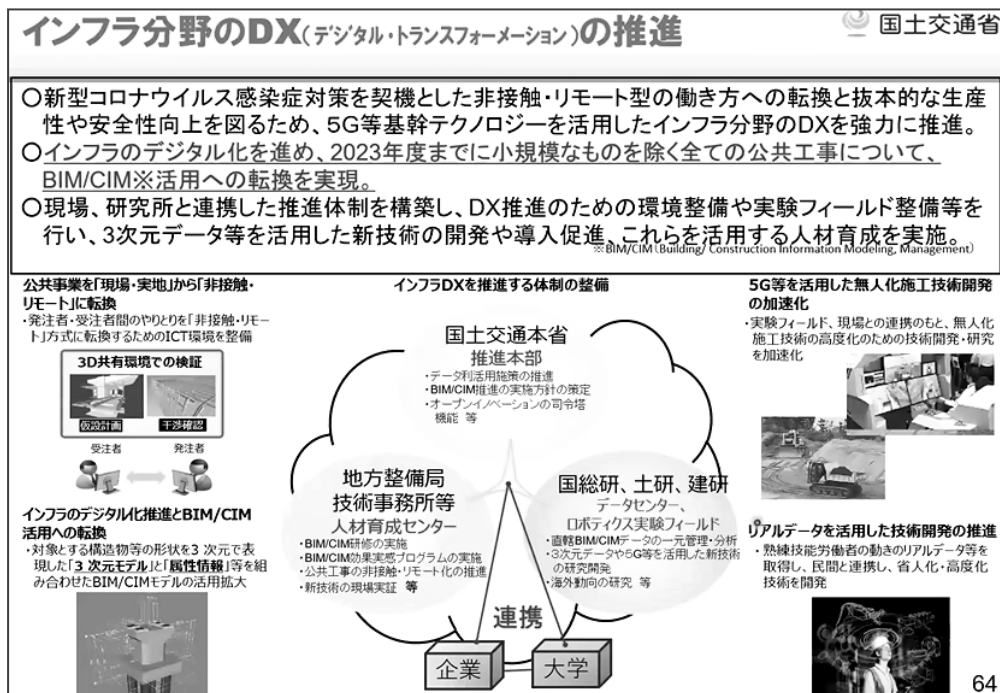 インフラ分野のDX(デジタル・トランスフォーメーション)の推進
国土交通省
○新型コロナウイルス感染症対策を契機とした非接触・リモート型の働き方への転換と抜本的な生産
性や安全性向上を図るため、5G等基幹テクノロジーを活用したインフラ分野のDXを強力に推進。
○インフラのデジタル化を進め、2023年度までに小規模なものを除く全ての公共工事について、
BIM/CIM※活用への転換を実現。
○現場、研究所と連携した推進体制を構築し、DX推進のための環境整備や実験フィールド整備等を
行い、3次元データ等を活用した新技術の開発や導入促進、これらを活用する人材育成を実施。
※BIM/CIM(Building/ Construction Information Modeling, Management)
公共事業を「現場・実地」から「非接触・
リモート」に転換
・発注者・受注者間のやりとりを「非接触・リモー
ト」方式に転換するためのICT環境を整備
3D共有環境での検証
仮設計画
干渉確認
受注者
発注者
インフラのデジタル化推進とBIM/CIM
活用への転換
・対象とする構造物等の形状を3 次元で表
現した「3 次元モデル」と「属性情報」等を組
み合わせたBIM/CIMモデルの活用拡大
インフラDXを推進する体制の整備
国土交通本省
推進本部
・データ利活用施策の推進
・BIM/CIM推進の実施方針の策定
・オープンイノベーションの司令塔
機能 等
地方整備局
技術事務所等
人材育成センター
・BIM/CIM研修の実施
・BIM/CIM効果実感プログラムの実施
・公共工事の非接触・リモート化の推進
・新技術の現場実証 等
国総研、土研、建研
データセンター、
ロボティクス実験フィールド
・直轄BIM/CIMデータの一元管理・分析
・3次元データや5G等を活用した新技術
の研究開発
・海外動向の研究 等
連携
企業
大学
5G等を活用した無人化施工技術開発
の加速化
・実験フィールド、現場との連携のもと、無人化
施工技術の高度化のための技術開発・研究
を加速化
リアルデータを活用した技術開発の推進
・熟練技能労働者の動きのリアルデータ等を
取得し、民間と連携し、省人化・高度化
技術を開発
64